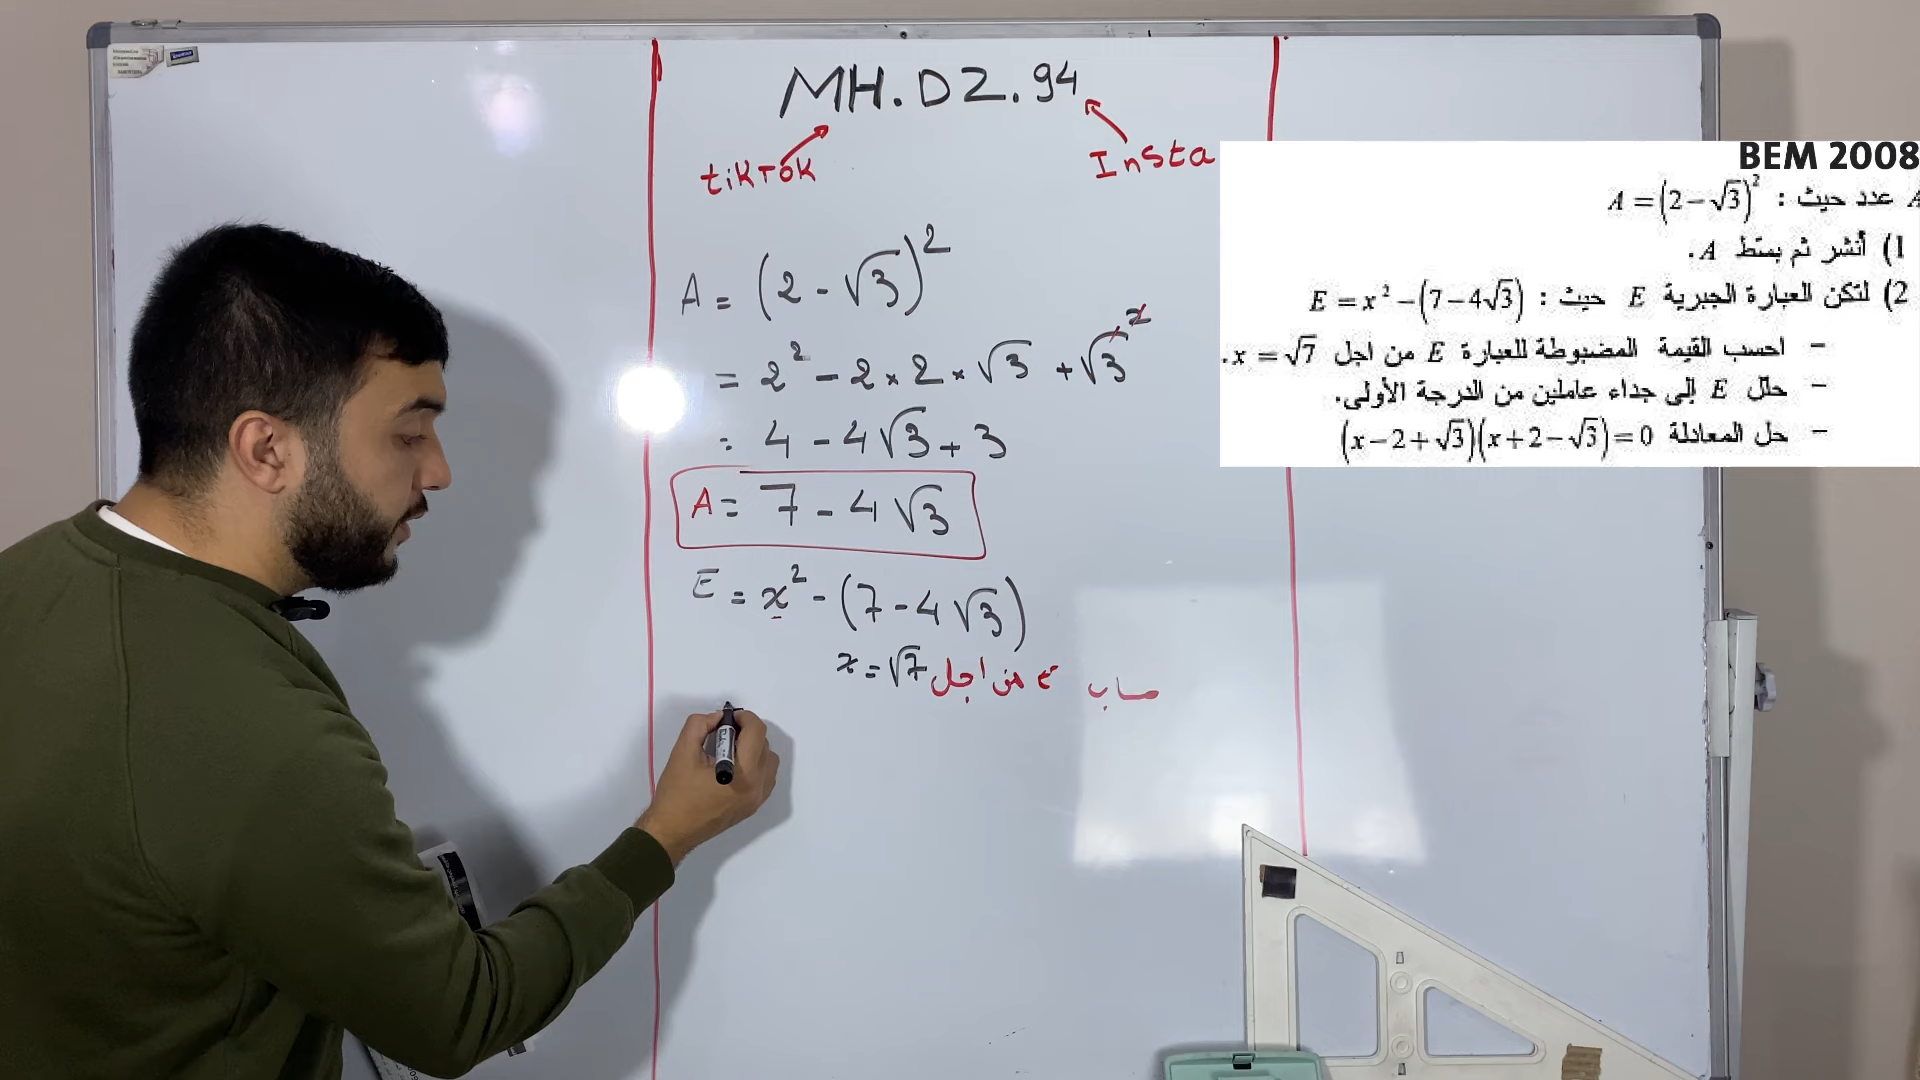 MH.DZ.94
tiKTOK
Insta
A = (2 - √3)²
= 2² - 2 × 2 × √3 + √3²
= 4 - 4√3 + 3
A = 7 - 4√3
E = x² - (7 - 4√3)
حساب E من اجل x = √7
BEM 2008
A عدد حيث : A = (2 − √3)²
1) أنشر ثم بسّط A.
2) لتكن العبارة الجبرية E حيث : E = x² − (7 − 4√3)
– احسب القيمة المضبوطة للعبارة E من اجل x = √7.
– حلل E إلى جداء عاملين من الدرجة الأولى.
– حل المعادلة (x − 2 + √3)(x + 2 − √3) = 0